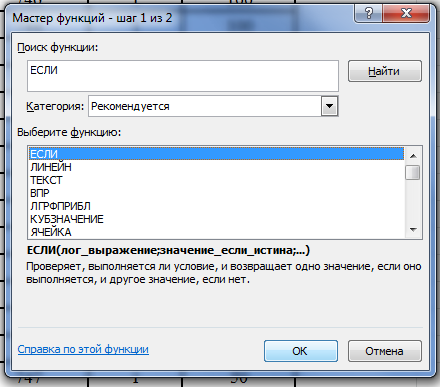 Мастер функций - шаг 1 из 2
Поиск функции:
ЕСЛИ
Найти
Категория:
Рекомендуется
Выберите функцию:
ЕСЛИ
ЛИНЕЙН
ТЕКСТ
ВПР
ЛГРФПРИБЛ
КУБЗНАЧЕНИЕ
ЯЧЕЙКА
ЕСЛИ(лог_выражение;значение_если_истина;...)
Проверяет, выполняется ли условие, и возвращает одно значение, если оно
выполняется, и другое значение, если нет.
Справка по этой функции
ОК
Отмена